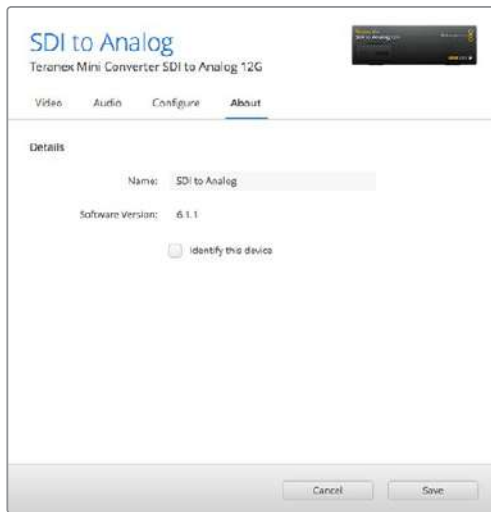 SDI to Analog
Teranex Mini Converter SDI to Analog 12G
Video Audio Configure About
Details
Name: SDI to Analog
Software Version: 6.1.1
Identify this device
Cancel Save